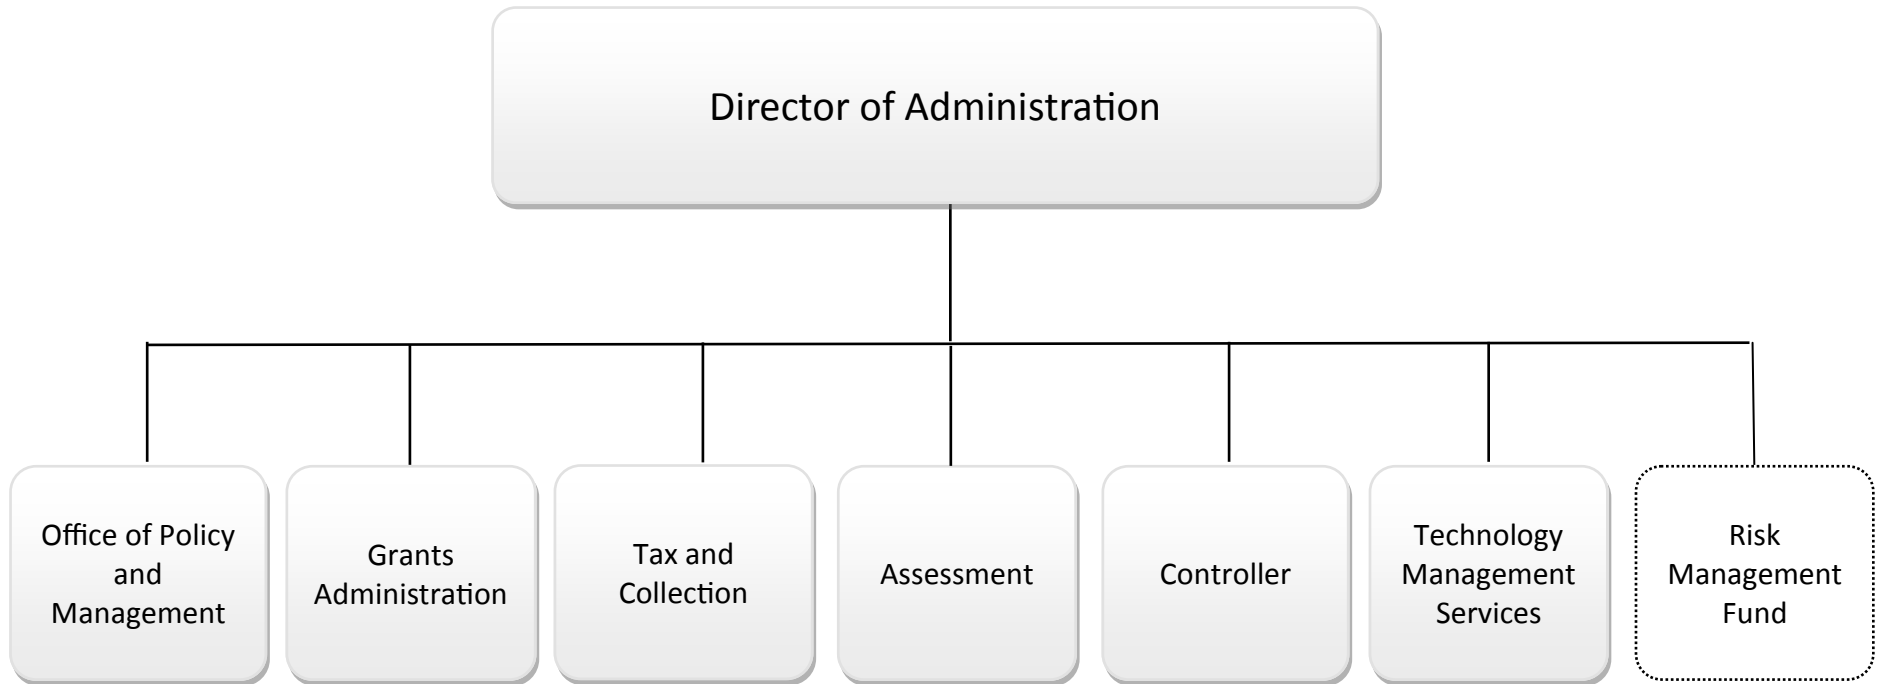 Director of Administration
Office of Policy
and
Management
Grants
Administration
Tax and
Collection
Assessment
Controller
Technology
Management
Services
Risk
Management
Fund